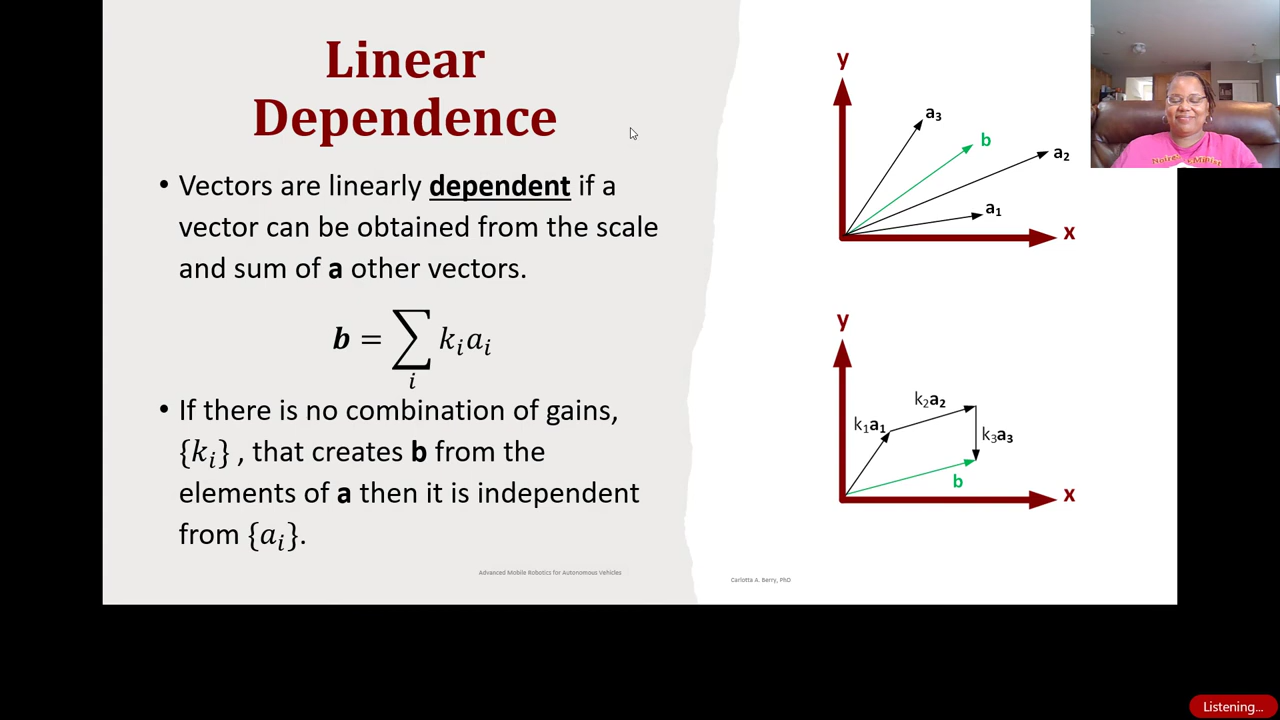 Linear
Dependence
• Vectors are linearly dependent if a
vector can be obtained from the scale
and sum of a other vectors.
b = ∑ᵢ kᵢaᵢ
• If there is no combination of gains,
{kᵢ} , that creates b from the
elements of a then it is independent
from {aᵢ}.
Advanced Mobile Robotics for Autonomous Vehicles
y
a₃
b
a₂
a₁
x
y
k₂a₂
k₁a₁
k₃a₃
b
x
Carlotta A. Berry, PhD
Listening...